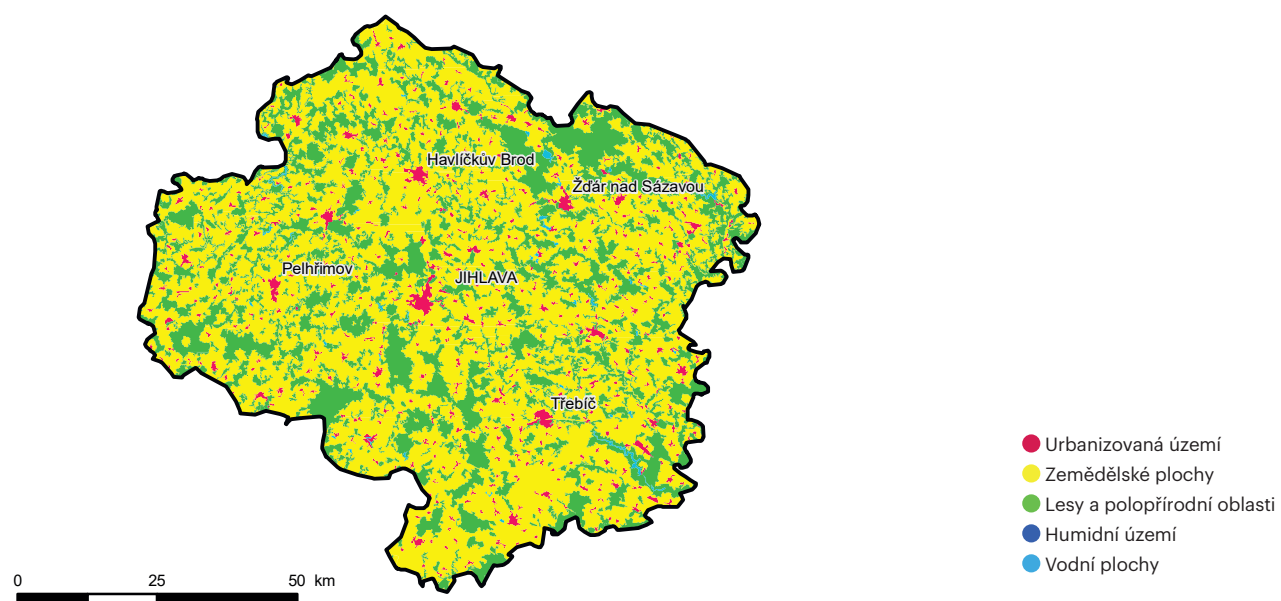 Havlíčkův Brod
Žďár nad Sázavou
Pelhřimov
JIHLAVA
Třebíč
Urbanizovaná území
Zemědělské plochy
Lesy a polopřírodní oblasti
Humidní území
Vodní plochy
0 25 50 km